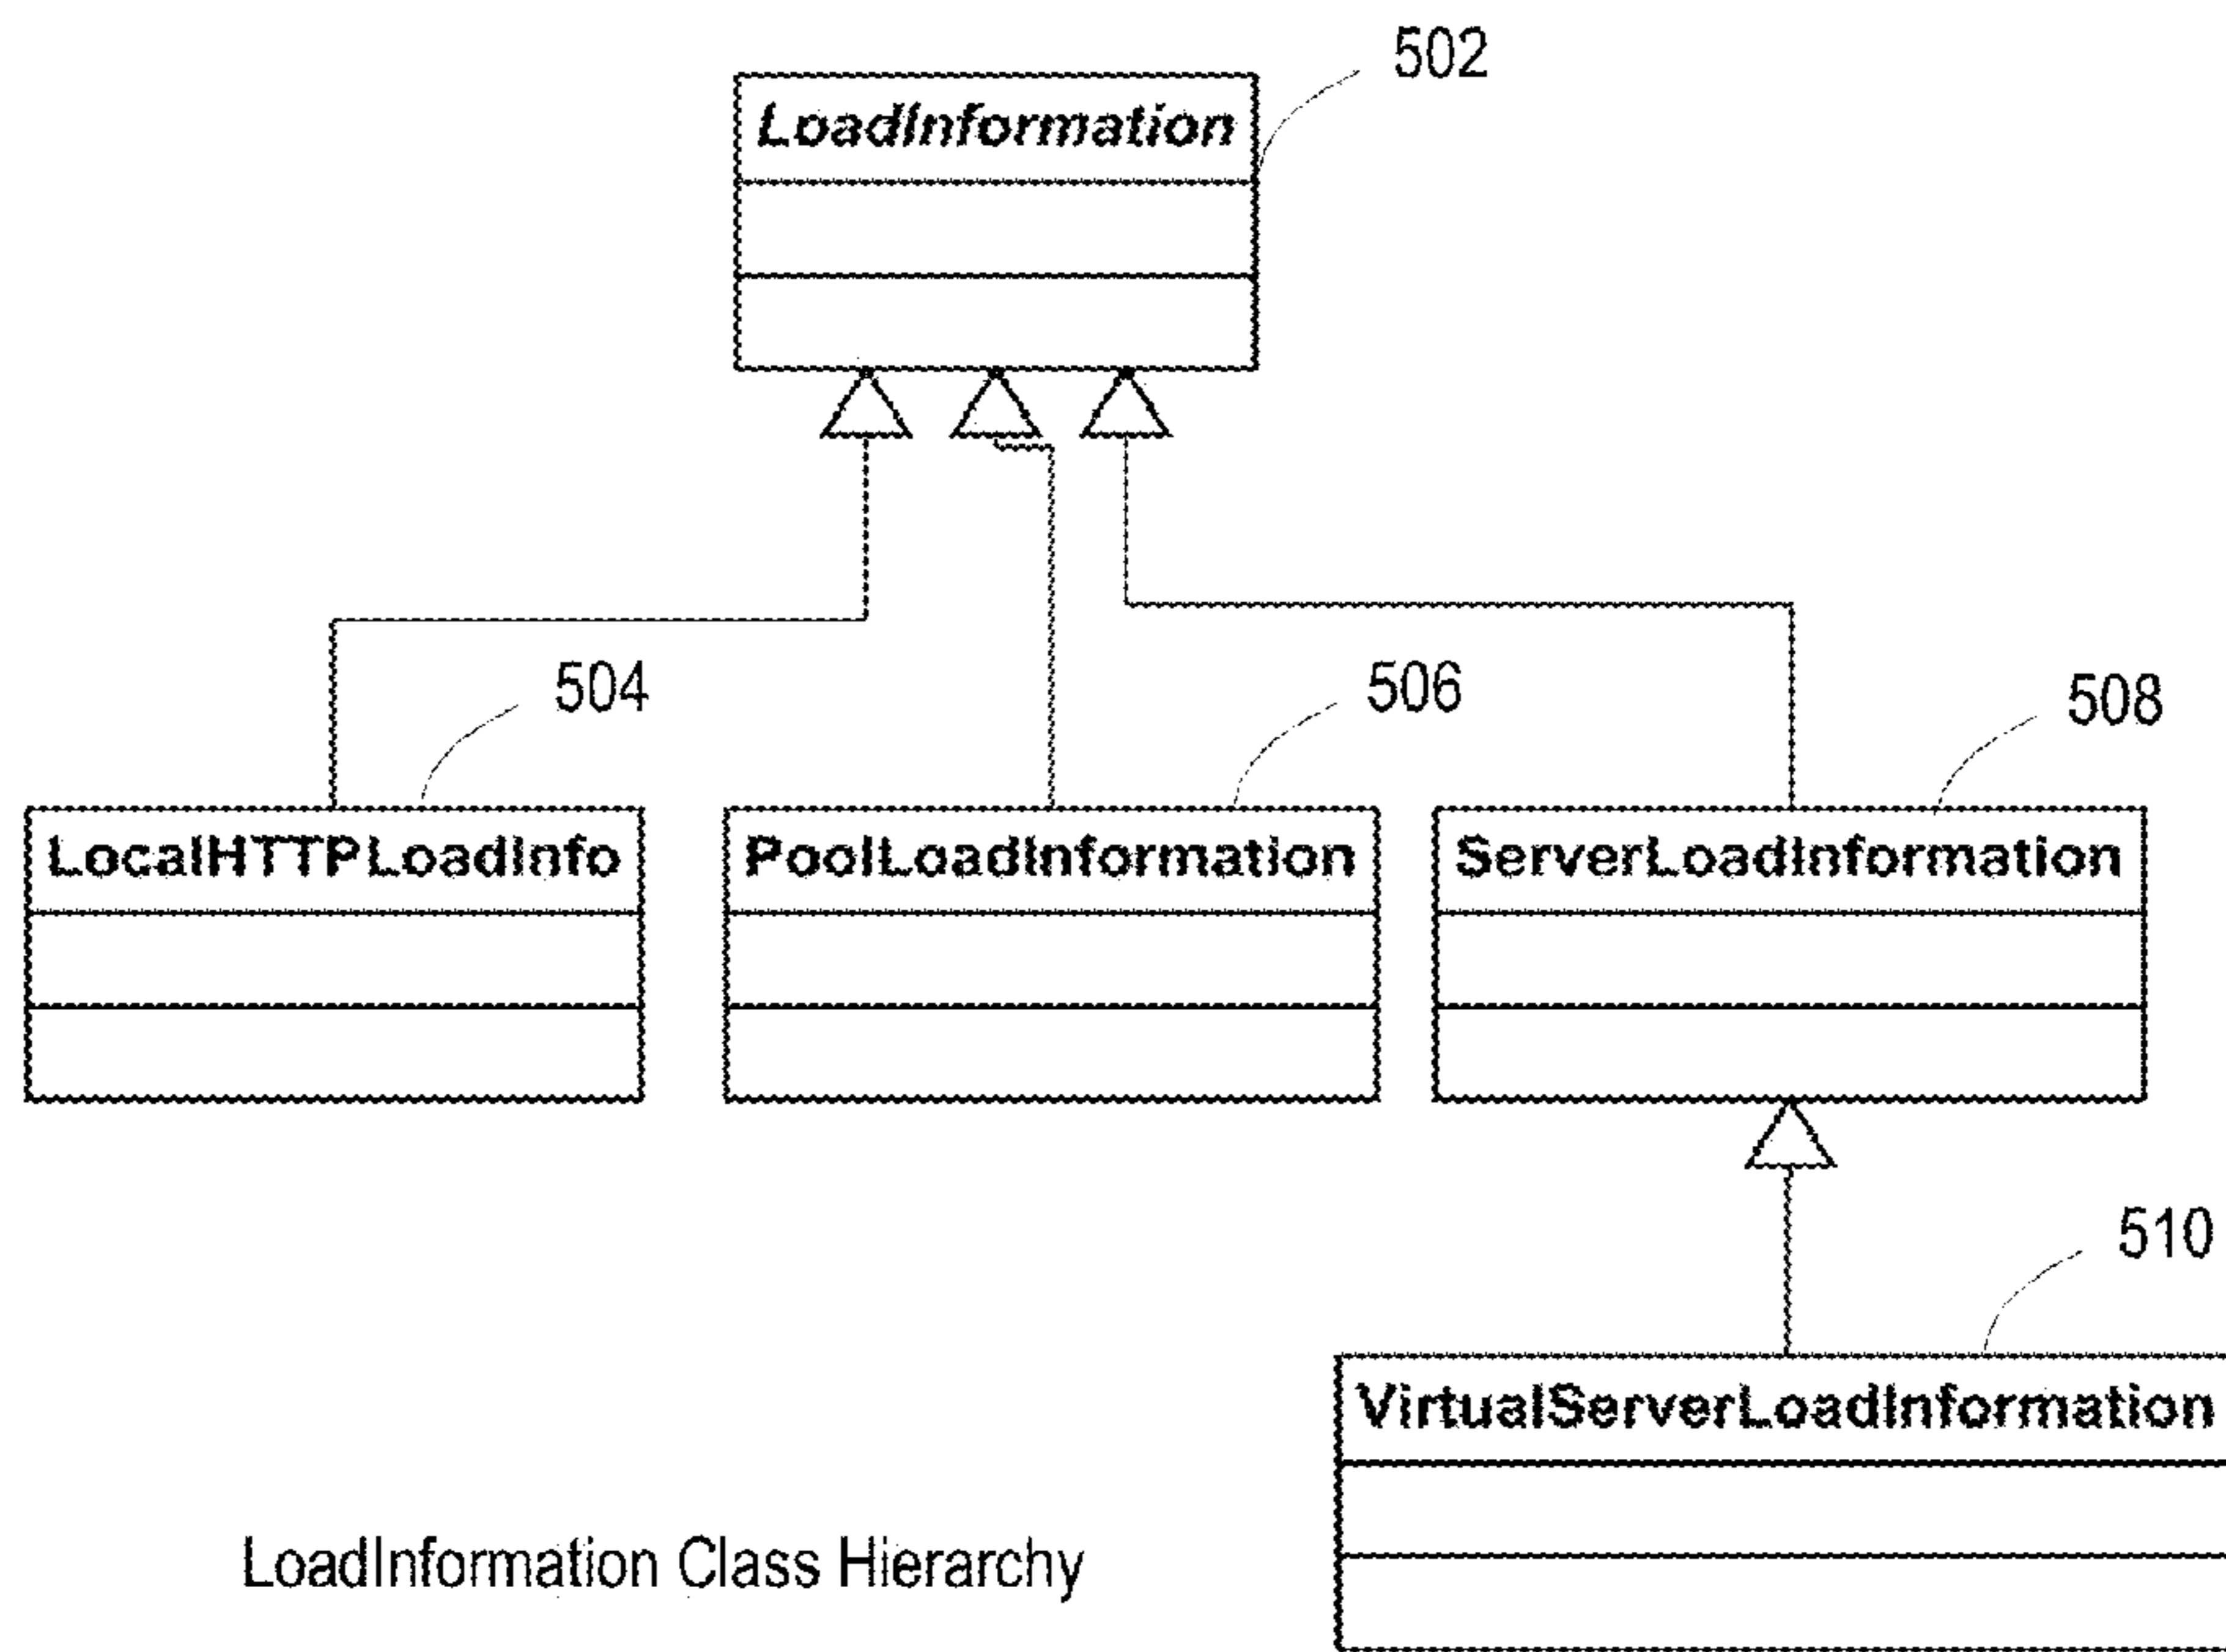 502
LoadInformation
504
506
508
LocalHTTPLoadInfo
PoolLoadInformation
ServerLoadInformation
510
VirtualServerLoadInformation
LoadInformation Class Hierarchy